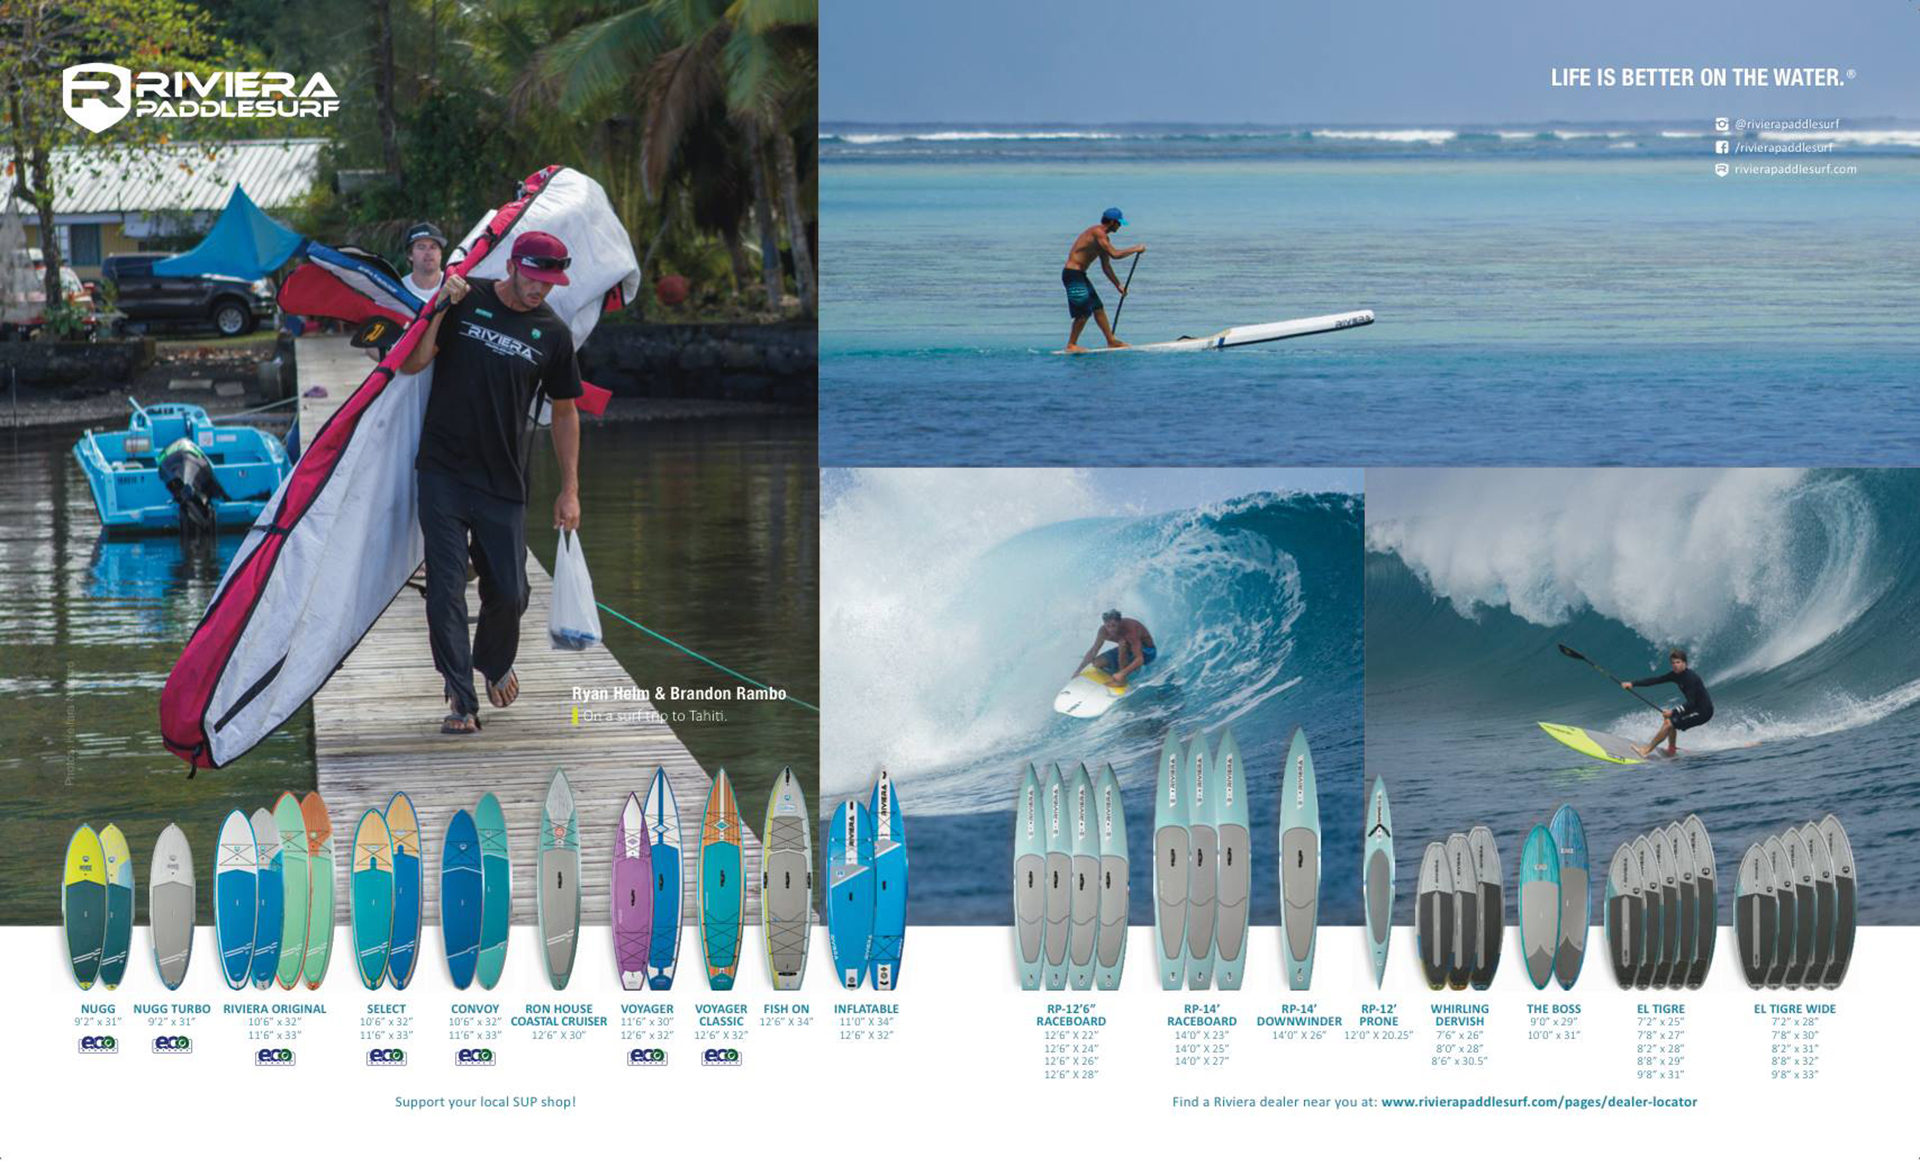 RIVIERA
PADDLESURF
LIFE IS BETTER ON THE WATER.®
@rivierapaddlesurf
/rivierapaddlesurf
rivierapaddlesurf.com
RIVIERA
RIVIERA
Ryan Helm & Brandon Rambo
On a surf trip to Tahiti.
NUGG
9'2" x 31"
eco
NUGG TURBO
9'2" x 31"
eco
RIVIERA ORIGINAL
10'6" x 32"
11'6" x 33"
eco
SELECT
10'6" x 32"
11'6" x 33"
eco
CONVOY
10'6" x 32"
11'6" x 33"
eco
RON HOUSE
COASTAL CRUISER
12'6" X 30"
VOYAGER
11'6" x 30"
12'6" x 32"
eco
VOYAGER
CLASSIC
12'6" X 32"
eco
FISH ON
12'6" X 34"
INFLATABLE
11'0" X 34"
12'6" X 32"
RP-12'6"
RACEBOARD
12'6" X 22"
12'6" X 24"
12'6" X 26"
12'6" X 28"
RP-14'
RACEBOARD
14'0" X 23"
14'0" X 25"
14'0" X 27"
RP-14'
DOWNWINDER
14'0" X 26"
RP-12'
PRONE
12'0" X 20.25"
WHIRLING
DERVISH
7'6" x 26"
8'0" x 28"
8'6" x 30.5"
THE BOSS
9'0" x 29"
10'0" x 31"
EL TIGRE
7'2" x 25"
7'8" x 27"
8'2" x 28"
8'8" x 29"
9'8" x 31"
EL TIGRE WIDE
7'2" x 28"
7'8" x 30"
8'2" x 31"
8'8" x 32"
9'8" x 33"
Support your local SUP shop!
Find a Riviera dealer near you at: www.rivierapaddlesurf.com/pages/dealer-locator